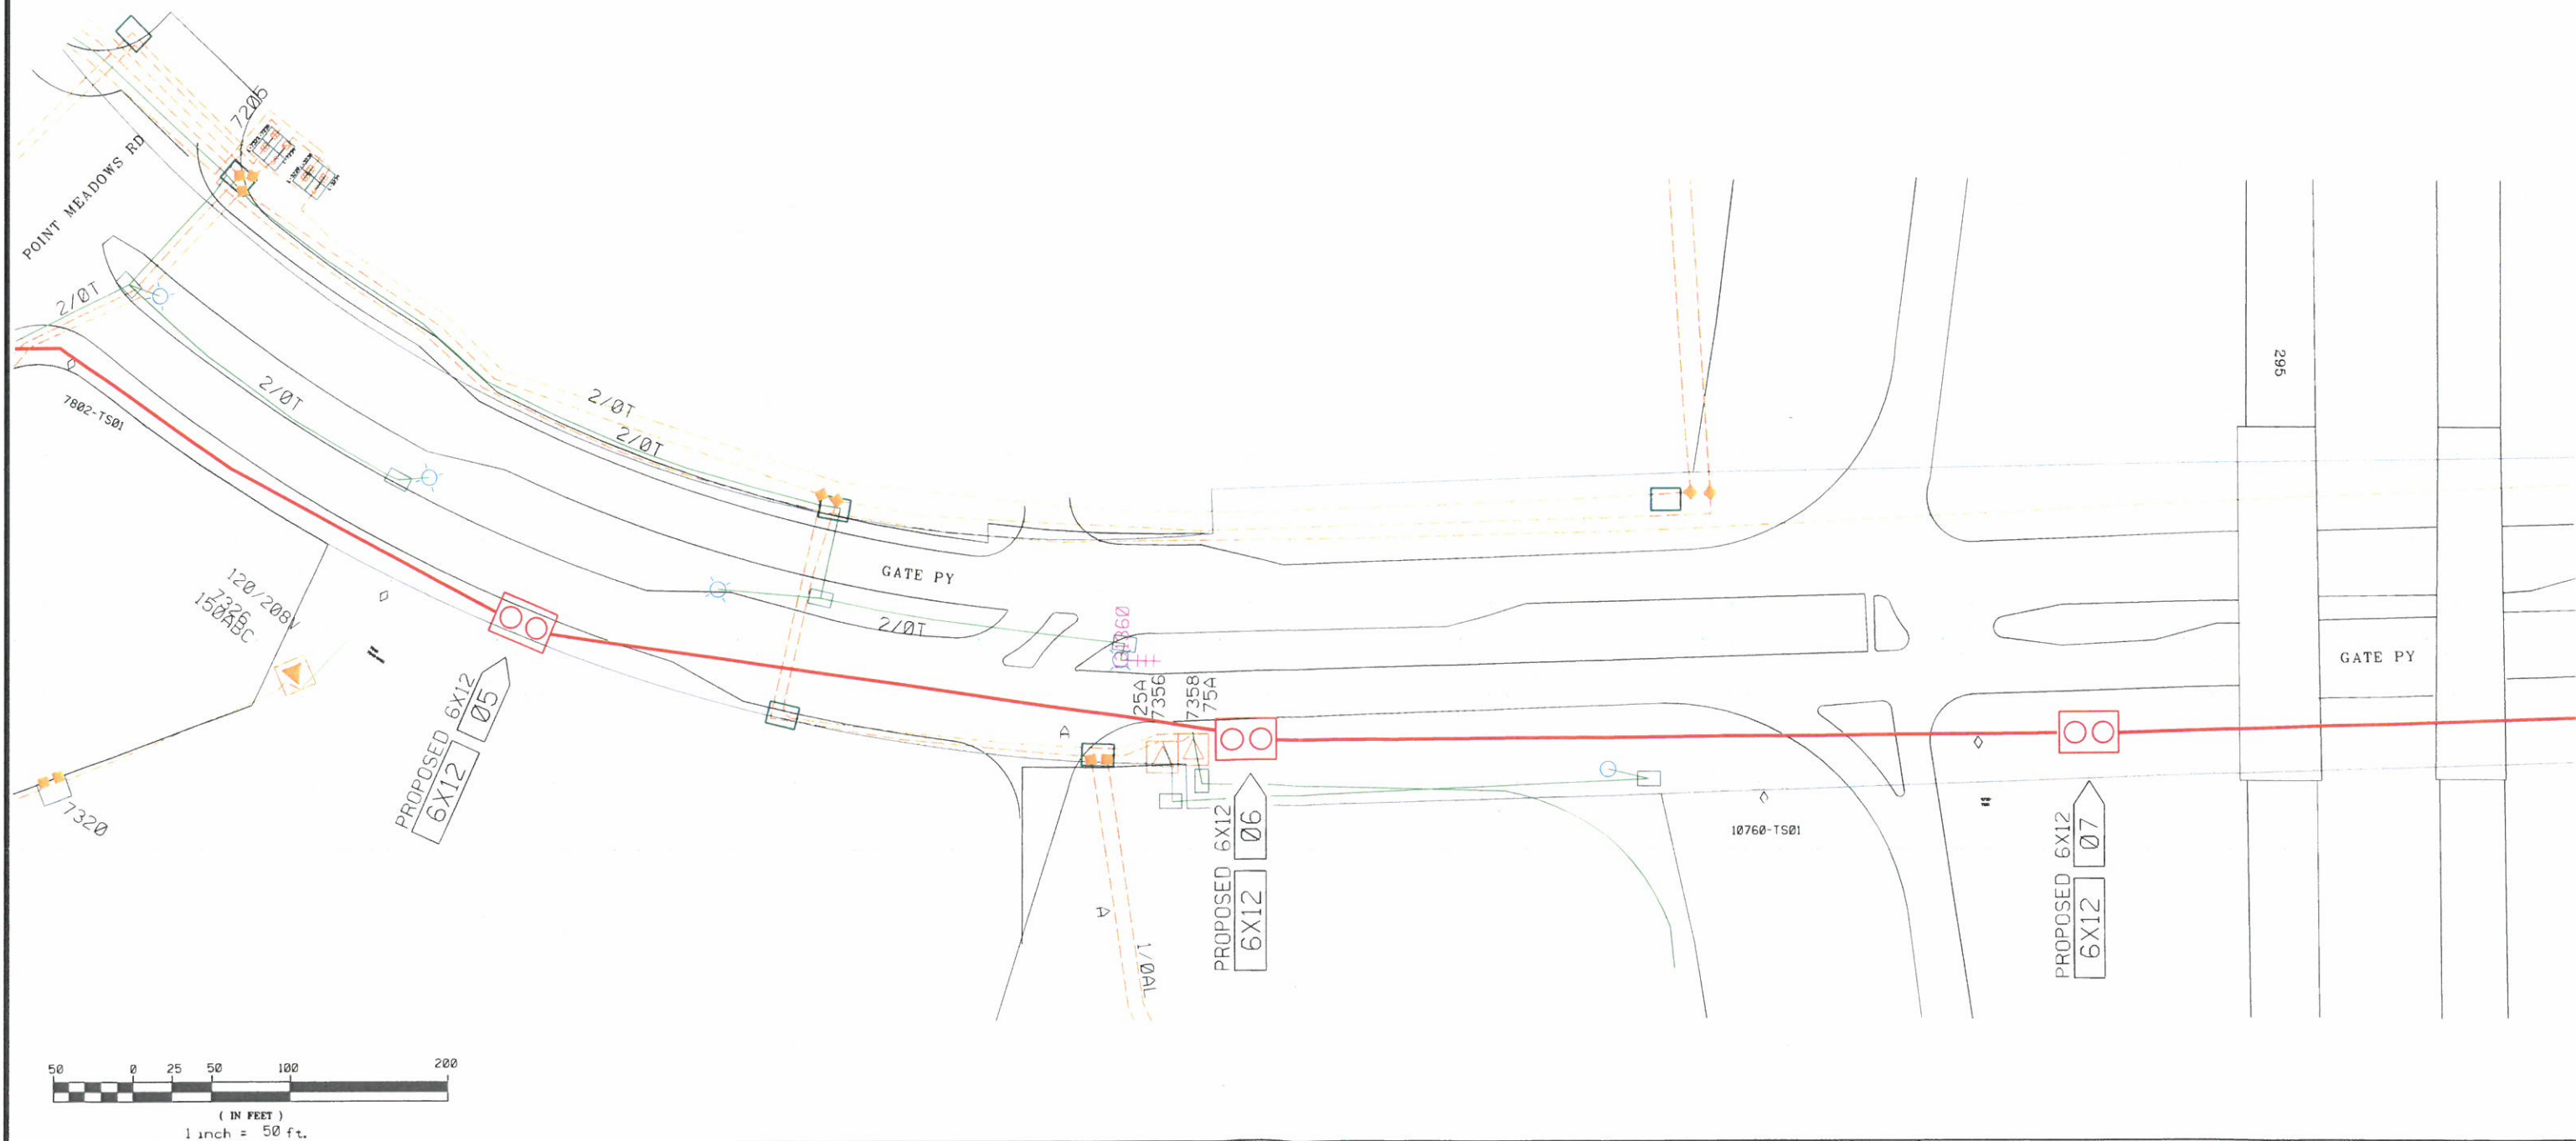 7205
POINT MEADOWS RD
2/0T
2/0T
7802-TS01
2/0T
2/0T
295
GATE PY
2/0T
120/208V
7326
150ABC
7320
PROPOSED 6X12
6X12
05
25A
7356
7358
75A
A
A
1/0AL
PROPOSED 6X12
6X12
06
10760-TS01
GATE PY
PROPOSED 6X12
6X12
07
50 0 25 50 100 200
( IN FEET )
1 inch = 50 ft.